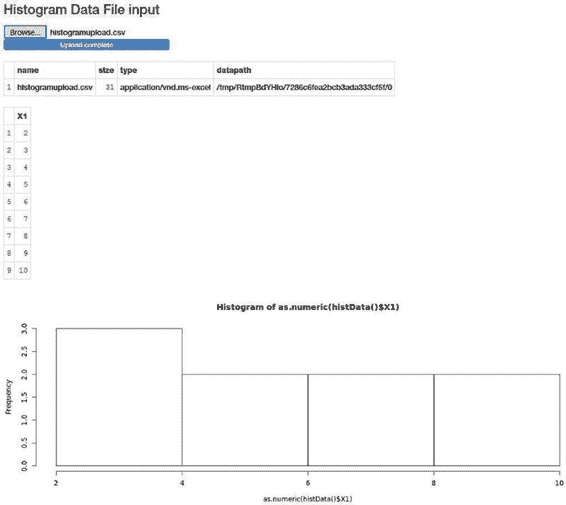 Histogram Data File input
Browse... histogramupload.csv
Upload complete
name size type datapath
1 histogramupload.csv 31 application/vnd.ms-excel
X1
1 2
2 3
3 4
4 5
5 6
6 7
7 8
8 9
9 10
Histogram of as.numeric(histData()$X1)
Frequency
3.0
2.5
2.0
1.5
1.0
0.5
0.0
2 4 6 8 10
as.numeric(histData()$X1)